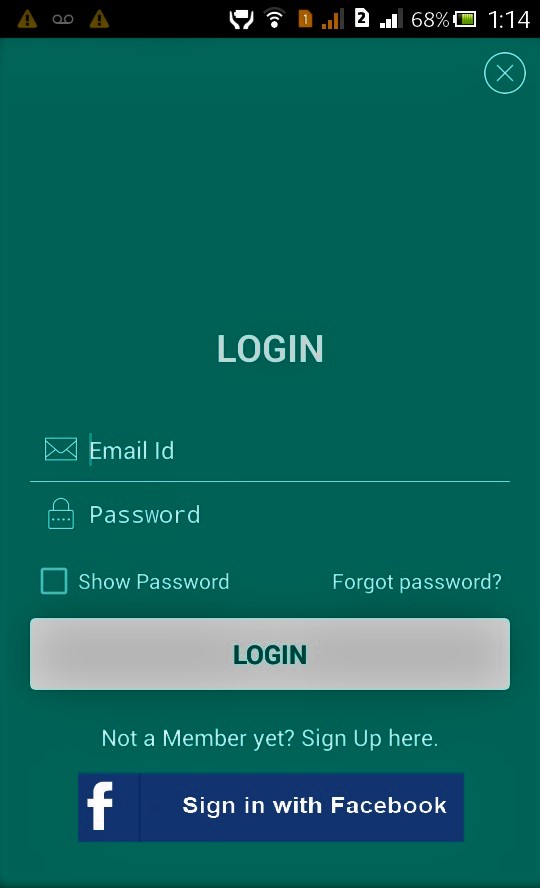 1 2 68% 1:14
LOGIN
Email Id
Password
Show Password Forgot password?
LOGIN
Not a Member yet? Sign Up here.
f Sign in with Facebook